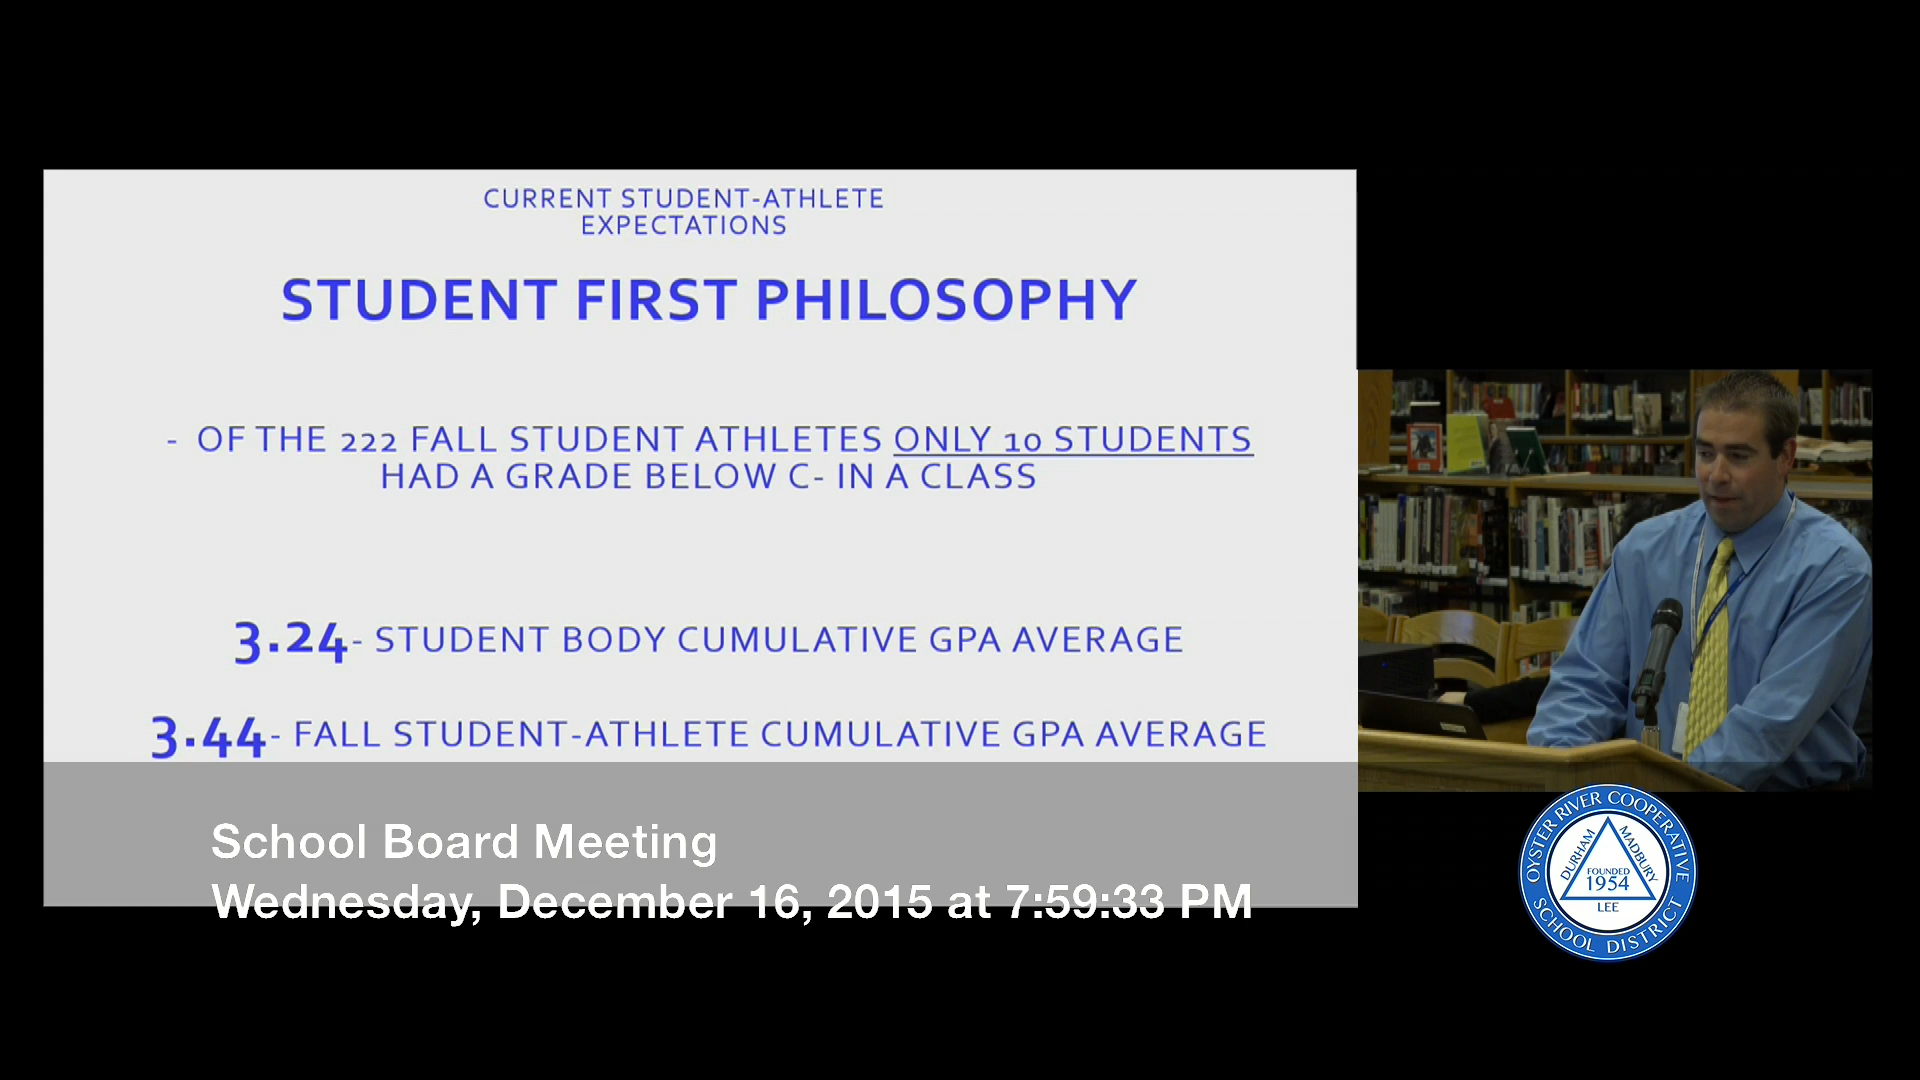 CURRENT STUDENT-ATHLETE
EXPECTATIONS
STUDENT FIRST PHILOSOPHY
- OF THE 222 FALL STUDENT ATHLETES ONLY 10 STUDENTS
HAD A GRADE BELOW C- IN A CLASS
3.24- STUDENT BODY CUMULATIVE GPA AVERAGE
3.44- FALL STUDENT-ATHLETE CUMULATIVE GPA AVERAGE
School Board Meeting
Wednesday, December 16, 2015 at 7:59:33 PM
OYSTER RIVER COOPERATIVE
SCHOOL DISTRICT
DURHAM
MADBURY
FOUNDED
1954
LEE